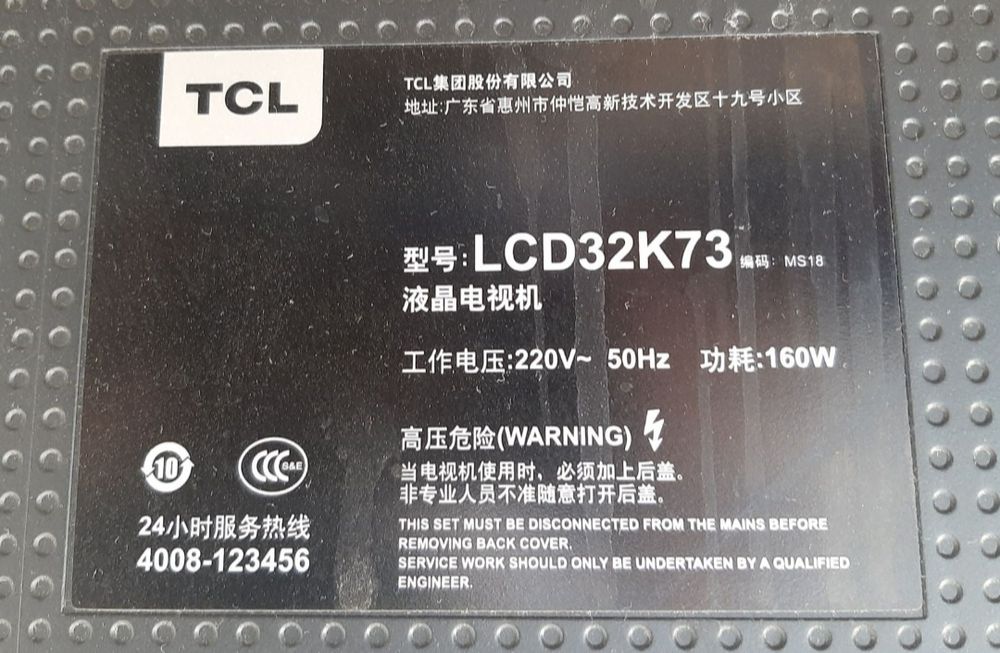 TCL
TCL集团股份有限公司
地址:广东省惠州市仲恺高新技术开发区十九号小区
型号:LCD32K73 编码: MS18
液晶电视机
工作电压:220V~ 50Hz 功耗:160W
高压危险(WARNING)
当电视机使用时, 必须加上后盖。
非专业人员不准随意打开后盖。
THIS SET MUST BE DISCONNECTED FROM THE MAINS BEFORE
REMOVING BACK COVER.
SERVICE WORK SHOULD ONLY BE UNDERTAKEN BY A QUALIFIED
ENGINEER.
10
CCC S&E
24小时服务热线
4008-123456